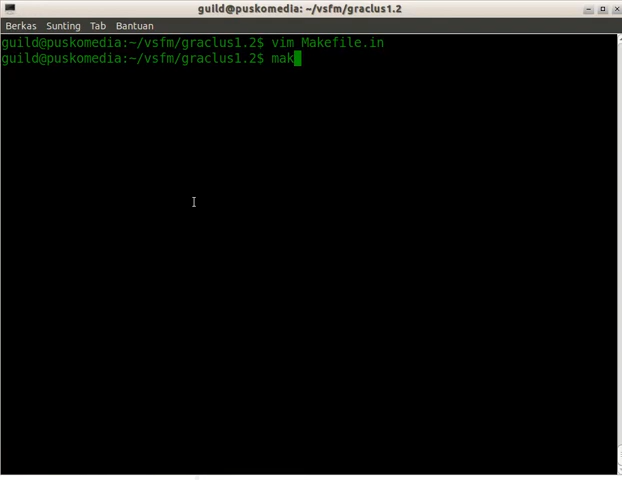 guild@puskomedia: ~/vsfm/graclus1.2
Berkas Sunting Tab Bantuan
guild@puskomedia:~/vsfm/graclus1.2$ vim Makefile.in
guild@puskomedia:~/vsfm/graclus1.2$ mak